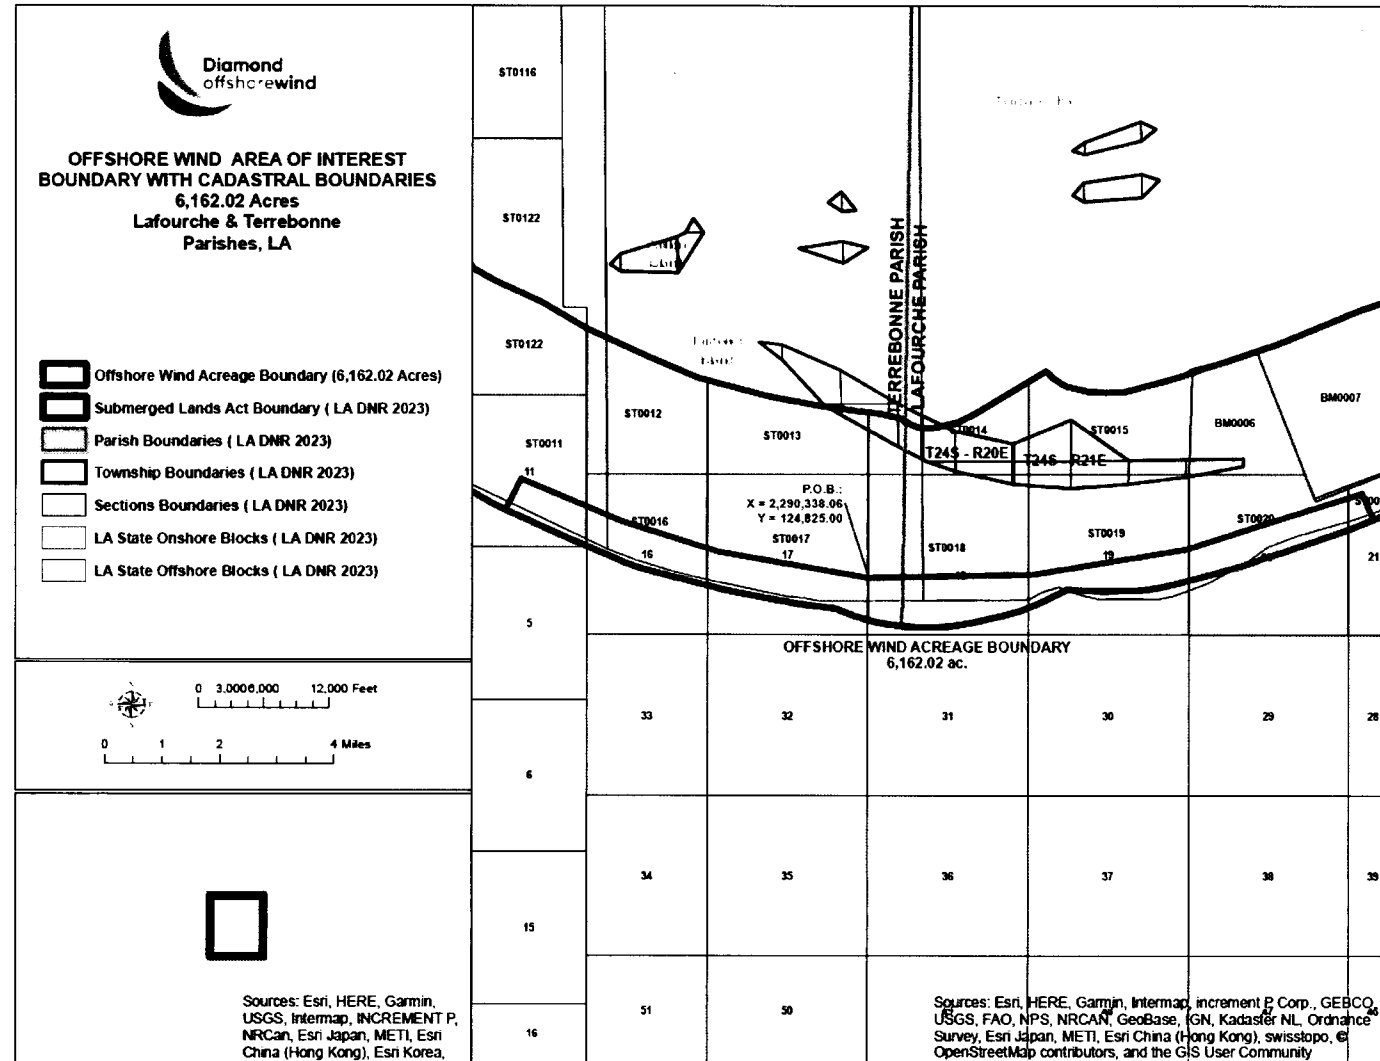 Diamond
offshorewind
OFFSHORE WIND AREA OF INTEREST
BOUNDARY WITH CADASTRAL BOUNDARIES
6,162.02 Acres
Lafourche & Terrebonne
Parishes, LA
Offshore Wind Acreage Boundary (6,162.02 Acres)
Submerged Lands Act Boundary ( LA DNR 2023)
Parish Boundaries ( LA DNR 2023)
Township Boundaries ( LA DNR 2023)
Sections Boundaries ( LA DNR 2023)
LA State Onshore Blocks ( LA DNR 2023)
LA State Offshore Blocks ( LA DNR 2023)
0 3,000 6,000 12,000 Feet
0 1 2 4 Miles
Sources: Esri, HERE, Garmin,
USGS, Intermap, INCREMENT P,
NRCan, Esri Japan, METI, Esri
China (Hong Kong), Esri Korea,
ST0116
ST0122
TERREBONNE PARISH
LAFOURCHE PARISH
ST0122
ST0012
ST0011
11
ST0013
ST0014
ST0015
BM0006
BM0007
T24S - R20E
T24S - R21E
P.O.B.:
X = 2,290,338.06
Y = 124,825.00
ST0016
16
ST0017
17
ST0018
ST0019
19
ST0020
21
5
OFFSHORE WIND ACREAGE BOUNDARY
6,162.02 ac.
33
32
31
30
29
28
6
34
35
36
37
38
39
15
51
50
16
Sources: Esri, HERE, Garmin, Intermap, increment P Corp., GEBCO,
USGS, FAO, NPS, NRCAN, GeoBase, IGN, Kadaster NL, Ordnance
Survey, Esri Japan, METI, Esri China (Hong Kong), swisstopo, ©
OpenStreetMap contributors, and the GIS User Community